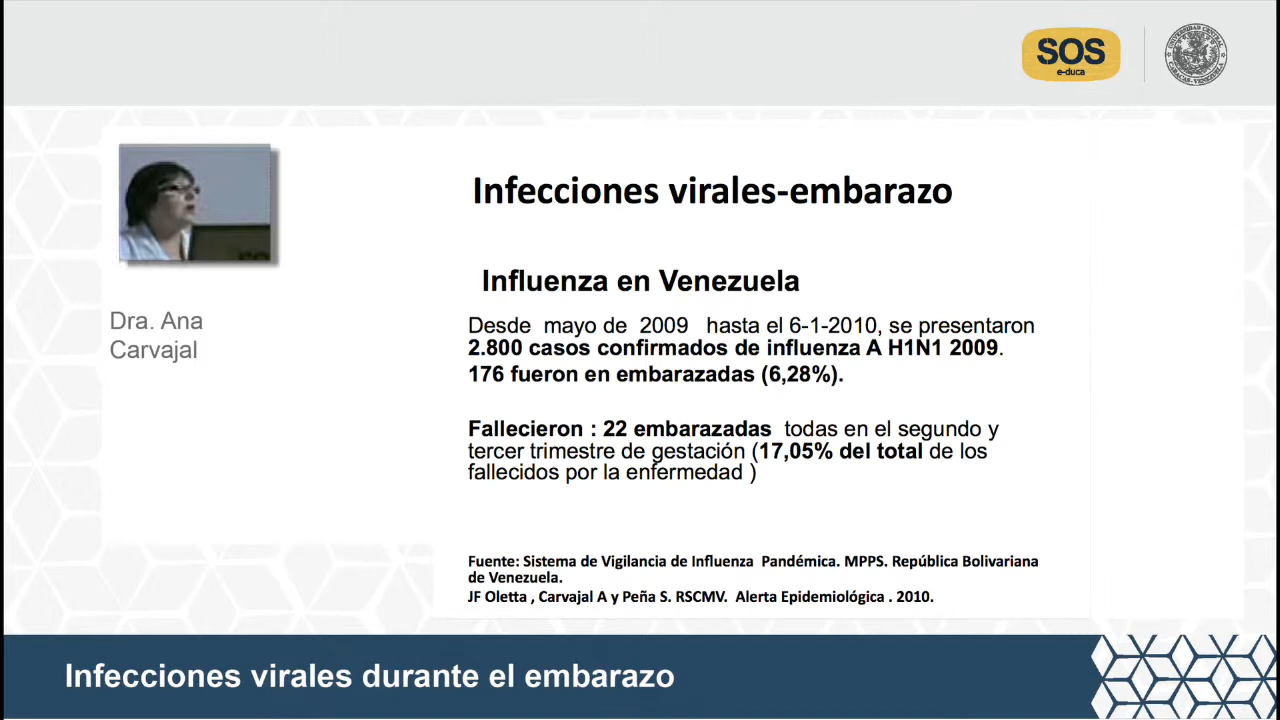 SOS
e-duca
UNIVERSIDAD CENTRAL
CARACAS-VENEZUELA
Infecciones virales-embarazo
Dra. Ana
Carvajal
Influenza en Venezuela
Desde mayo de 2009 hasta el 6-1-2010, se presentaron
2.800 casos confirmados de influenza A H1N1 2009.
176 fueron en embarazadas (6,28%).
Fallecieron : 22 embarazadas todas en el segundo y
tercer trimestre de gestación (17,05% del total de los
fallecidos por la enfermedad )
Fuente: Sistema de Vigilancia de Influenza Pandémica. MPPS. República Bolivariana
de Venezuela.
JF Oletta , Carvajal A y Peña S. RSCMV. Alerta Epidemiológica . 2010.
Infecciones virales durante el embarazo